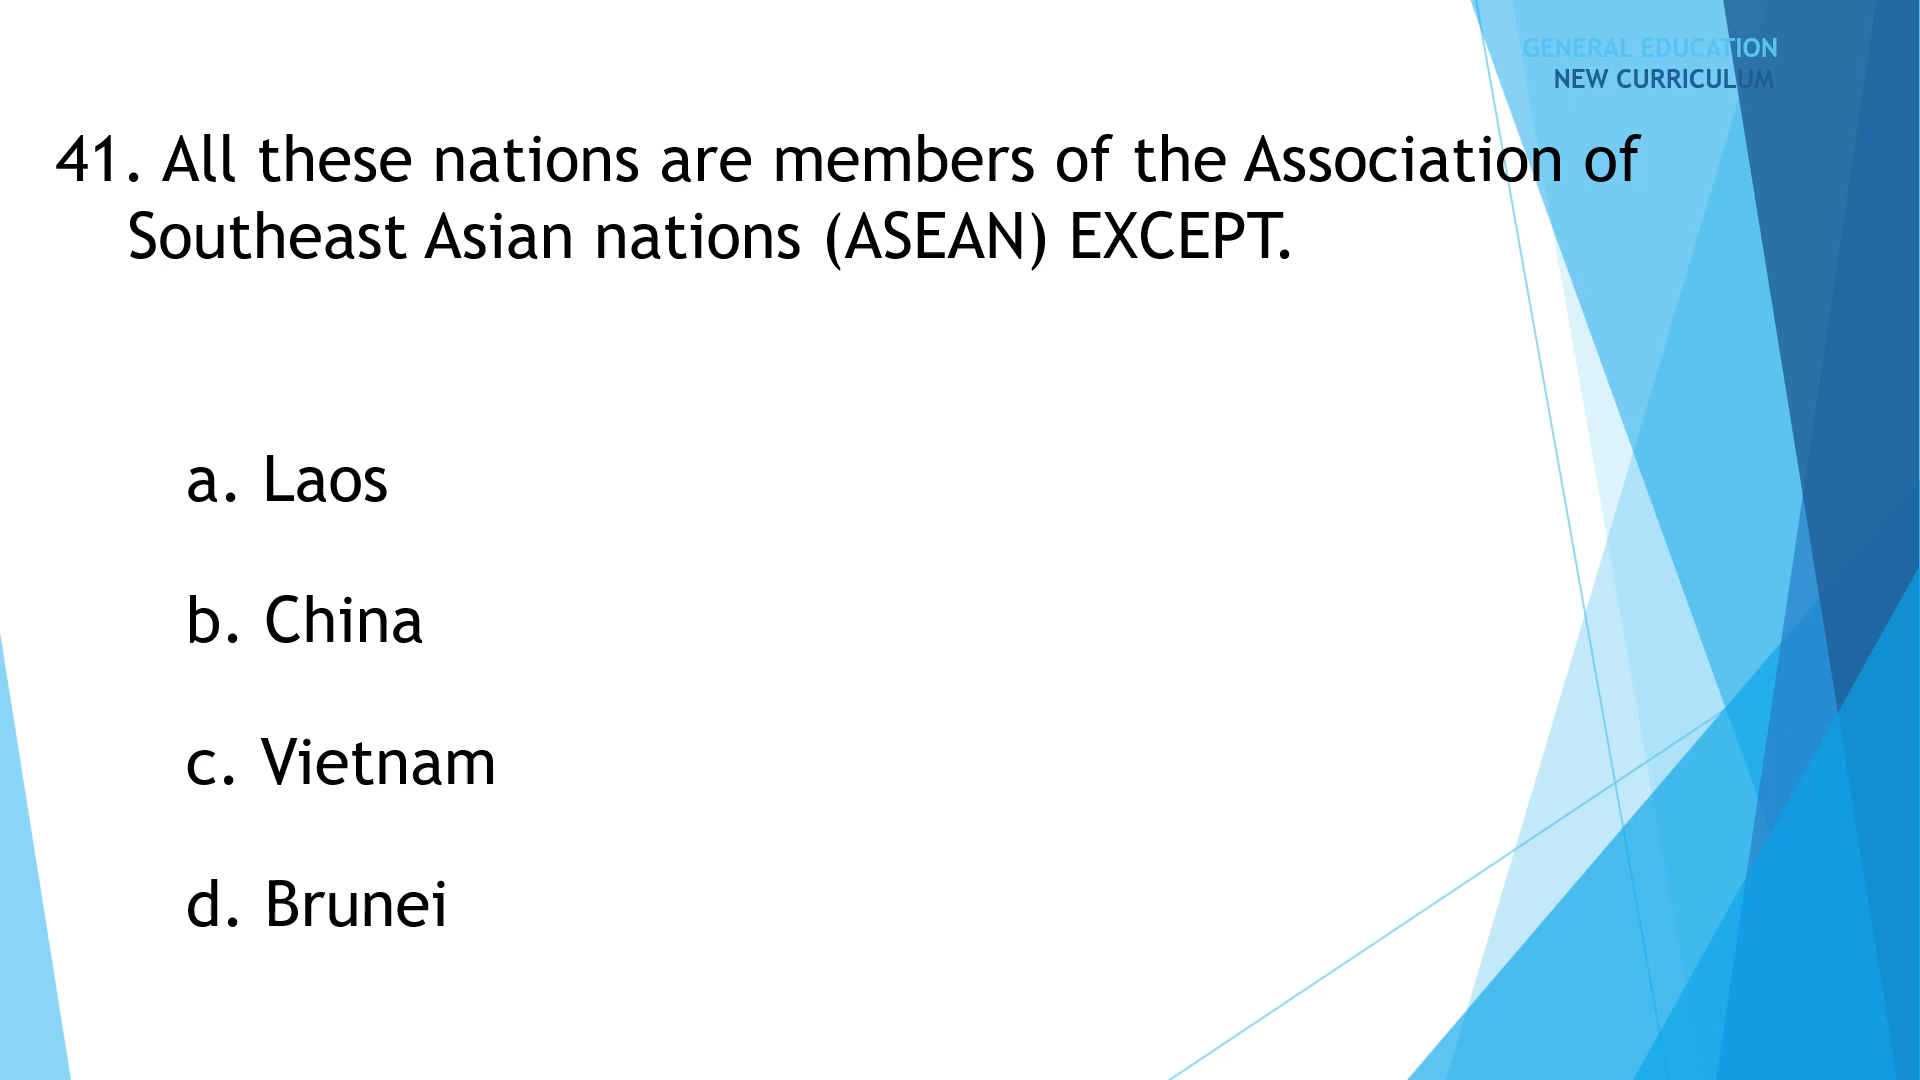 GENERAL EDUCATION
NEW CURRICULUM
41. All these nations are members of the Association of
Southeast Asian nations (ASEAN) EXCEPT.
a. Laos
b. China
c. Vietnam
d. Brunei